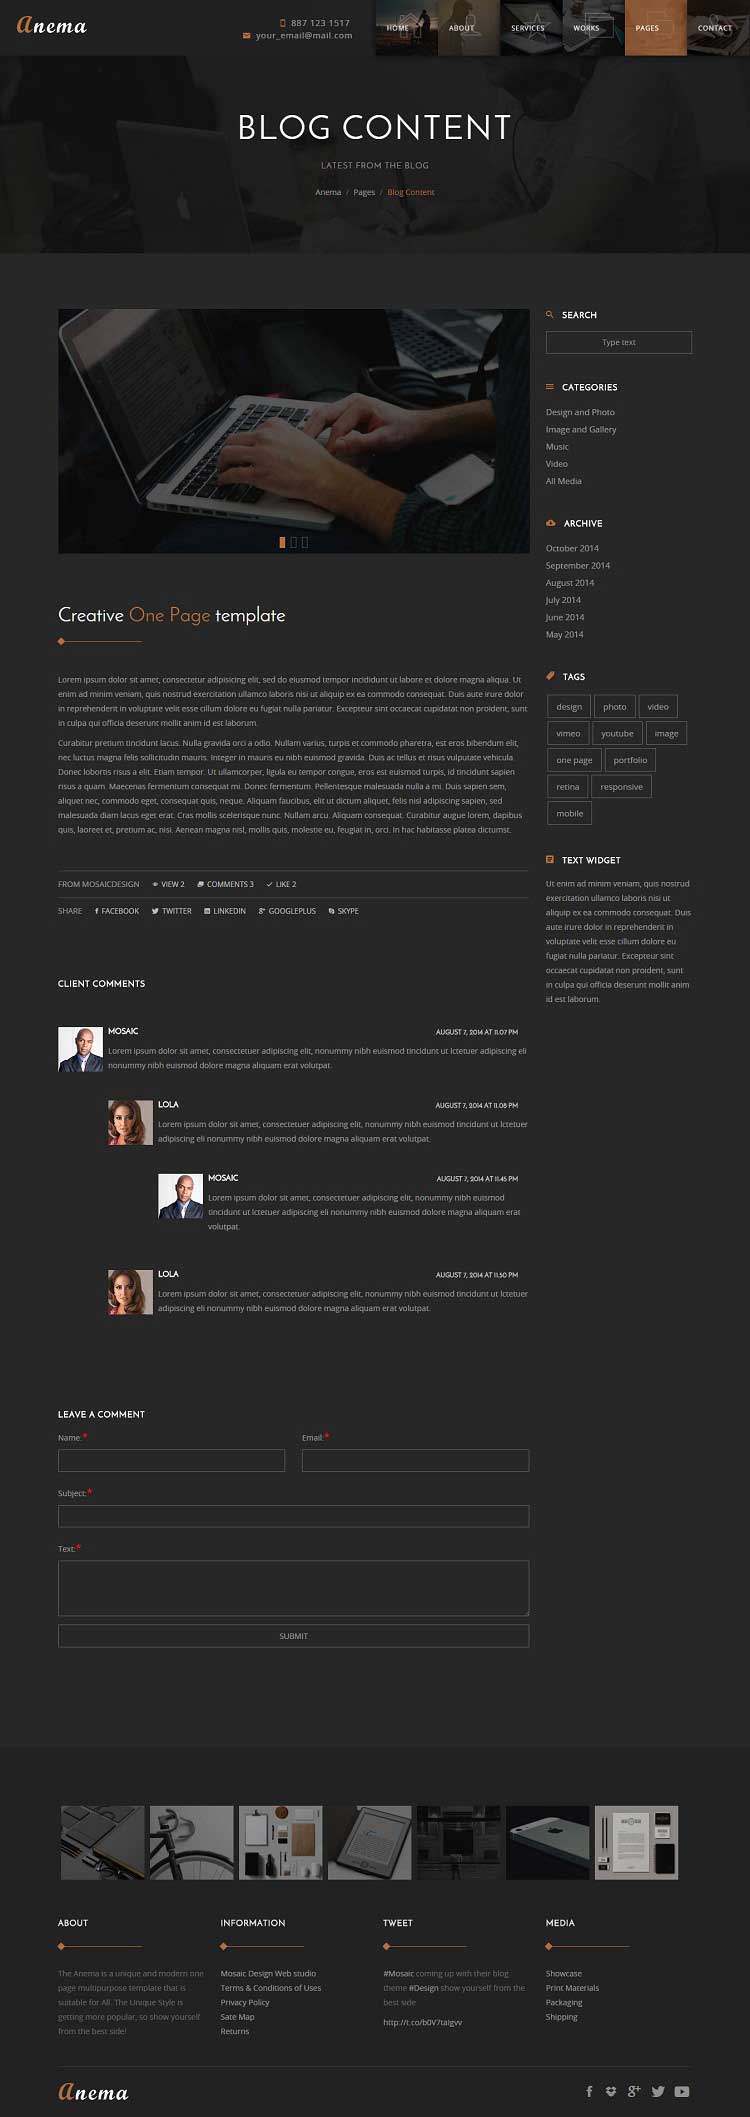 Anema
887 123 1517
your_email@mail.com
HOME
ABOUT
SERVICES
WORKS
PAGES
CONTACT
BLOG CONTENT
LATEST FROM THE BLOG
Anema / Pages / Blog Content
Creative One Page template
Lorem ipsum dolor sit amet, consectetur adipisicing elit, sed do eiusmod tempor incididunt ut labore et dolore magna aliqua. Ut
enim ad minim veniam, quis nostrud exercitation ullamco laboris nisi ut aliquip ex ea commodo consequat. Duis aute irure dolor
in reprehenderit in voluptate velit esse cillum dolore eu fugiat nulla pariatur. Excepteur sint occaecat cupidatat non proident, sunt
in culpa qui officia deserunt mollit anim id est laborum.
Curabitur pretium tincidunt lacus. Nulla gravida orci a odio. Nullam varius, turpis et commodo pharetra, est eros bibendum elit,
nec luctus magna felis sollicitudin mauris. Integer in mauris eu nibh euismod gravida. Duis ac tellus et risus vulputate vehicula.
Donec lobortis risus a elit. Etiam tempor. Ut ullamcorper, ligula eu tempor congue, eros est euismod turpis, id tincidunt sapien
risus a quam. Maecenas fermentum consequat mi. Donec fermentum. Pellentesque malesuada nulla a mi. Duis sapien sem,
aliquet nec, commodo eget, consequat quis, neque. Aliquam faucibus, elit ut dictum aliquet, felis nisl adipiscing sapien, sed
malesuada diam lacus eget erat. Cras mollis scelerisque nunc. Nullam arcu. Aliquam consequat. Curabitur augue lorem, dapibus
quis, laoreet et, pretium ac, nisi. Aenean magna nisl, mollis quis, molestie eu, feugiat in, orci. In hac habitasse platea dictumst.
FROM MOSAICDESIGN VIEW 2 COMMENTS 3 LIKE 2
SHARE FACEBOOK TWITTER LINKEDIN GOOGLEPLUS SKYPE
CLIENT COMMENTS
MOSAIC AUGUST 7, 2014 AT 11.07 PM
Lorem ipsum dolor sit amet, consectetuer adipiscing elit, nonummy nibh euismod tincidunt ut lctetuer adipiscing eli
nonummy nibh euismod dolore magna aliquam erat volutpat.
LOLA AUGUST 7, 2014 AT 11.08 PM
Lorem ipsum dolor sit amet, consectetuer adipiscing elit, nonummy nibh euismod tincidunt ut lctetuer
adipiscing eli nonummy nibh euismod dolore magna aliquam erat volutpat.
MOSAIC AUGUST 7, 2014 AT 11.45 PM
Lorem ipsum dolor sit amet, consectetuer adipiscing elit, nonummy nibh euismod
tincidunt ut lctetuer adipiscing eli nonummy nibh euismod dolore magna aliquam erat
volutpat.
LOLA AUGUST 7, 2014 AT 11.50 PM
Lorem ipsum dolor sit amet, consectetuer adipiscing elit, nonummy nibh euismod tincidunt ut lctetuer
adipiscing eli nonummy nibh euismod dolore magna aliquam erat volutpat.
LEAVE A COMMENT
Name:* Email:*
Subject:*
Text:*
SUBMIT
SEARCH
Type text
CATEGORIES
Design and Photo
Image and Gallery
Music
Video
All Media
ARCHIVE
October 2014
September 2014
August 2014
July 2014
June 2014
May 2014
TAGS
design photo video
vimeo youtube image
one page portfolio
retina responsive
mobile
TEXT WIDGET
Ut enim ad minim veniam, quis nostrud
exercitation ullamco laboris nisi ut
aliquip ex ea commodo consequat. Duis
aute irure dolor in reprehenderit in
voluptate velit esse cillum dolore eu
fugiat nulla pariatur. Excepteur sint
occaecat cupidatat non proident, sunt
in culpa qui officia deserunt mollit anim
id est laborum.
ABOUT
The Anema is a unique and modern one
page multipurpose template that is
suitable for All. The Unique Style is
getting more popular, so show yourself
from the best side!
INFORMATION
Mosaic Design Web studio
Terms & Conditions of Uses
Privacy Policy
Sate Map
Returns
TWEET
#Mosaic coming up with their blog
theme #Design show yourself from the
best side
http://t.co/b0V7taIgvv
MEDIA
Showcase
Print Materials
Packaging
Shipping
Anema